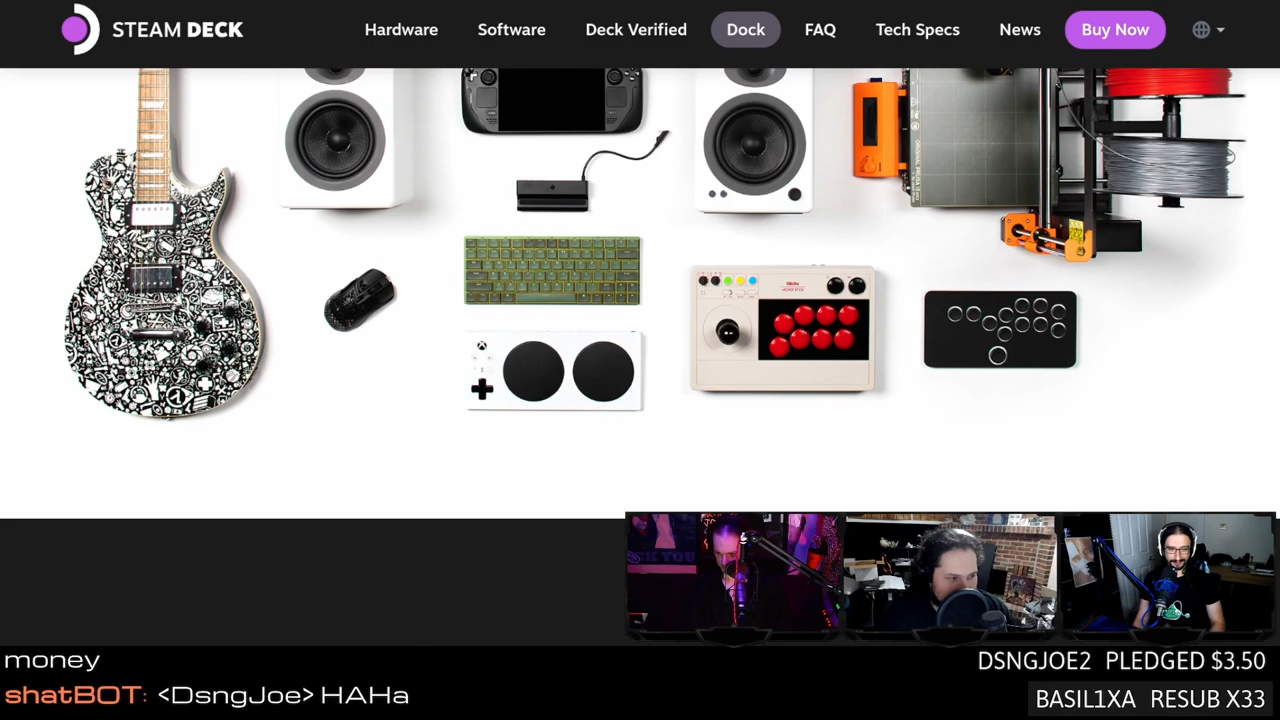 STEAM DECK
Hardware
Software
Deck Verified
Dock
FAQ
Tech Specs
News
Buy Now
money
shatBOT: <DsngJoe> HAHa
DSNGJOE2 PLEDGED $3.50
BASIL1XA RESUB X33